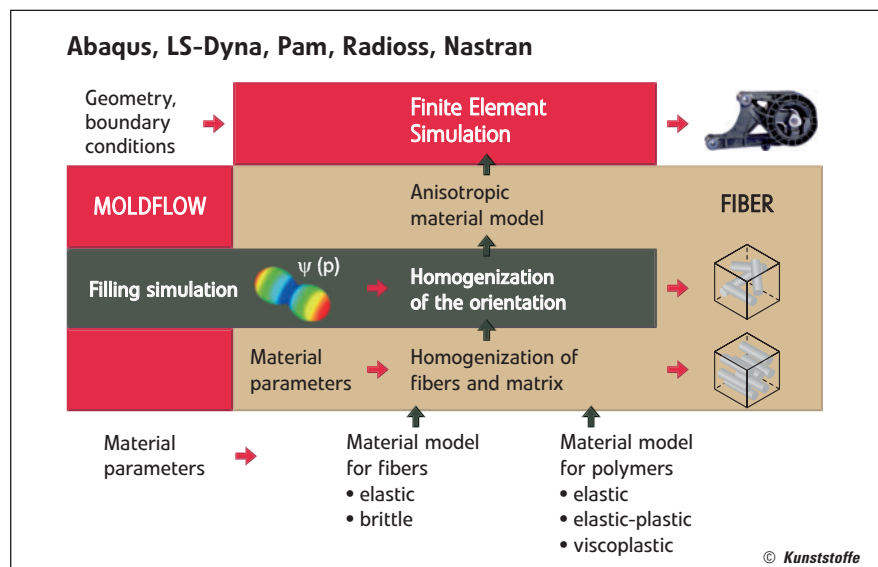 Abaqus, LS-Dyna, Pam, Radioss, Nastran
Geometry,
boundary
conditions
Finite Element
Simulation
MOLDFLOW
Anisotropic
material model
FIBER
Filling simulation
ψ (p)
Homogenization
of the orientation
Material
parameters
Homogenization of
fibers and matrix
Material
parameters
Material model
for fibers
• elastic
• brittle
Material model
for polymers
• elastic
• elastic-plastic
• viscoplastic
© Kunststoffe